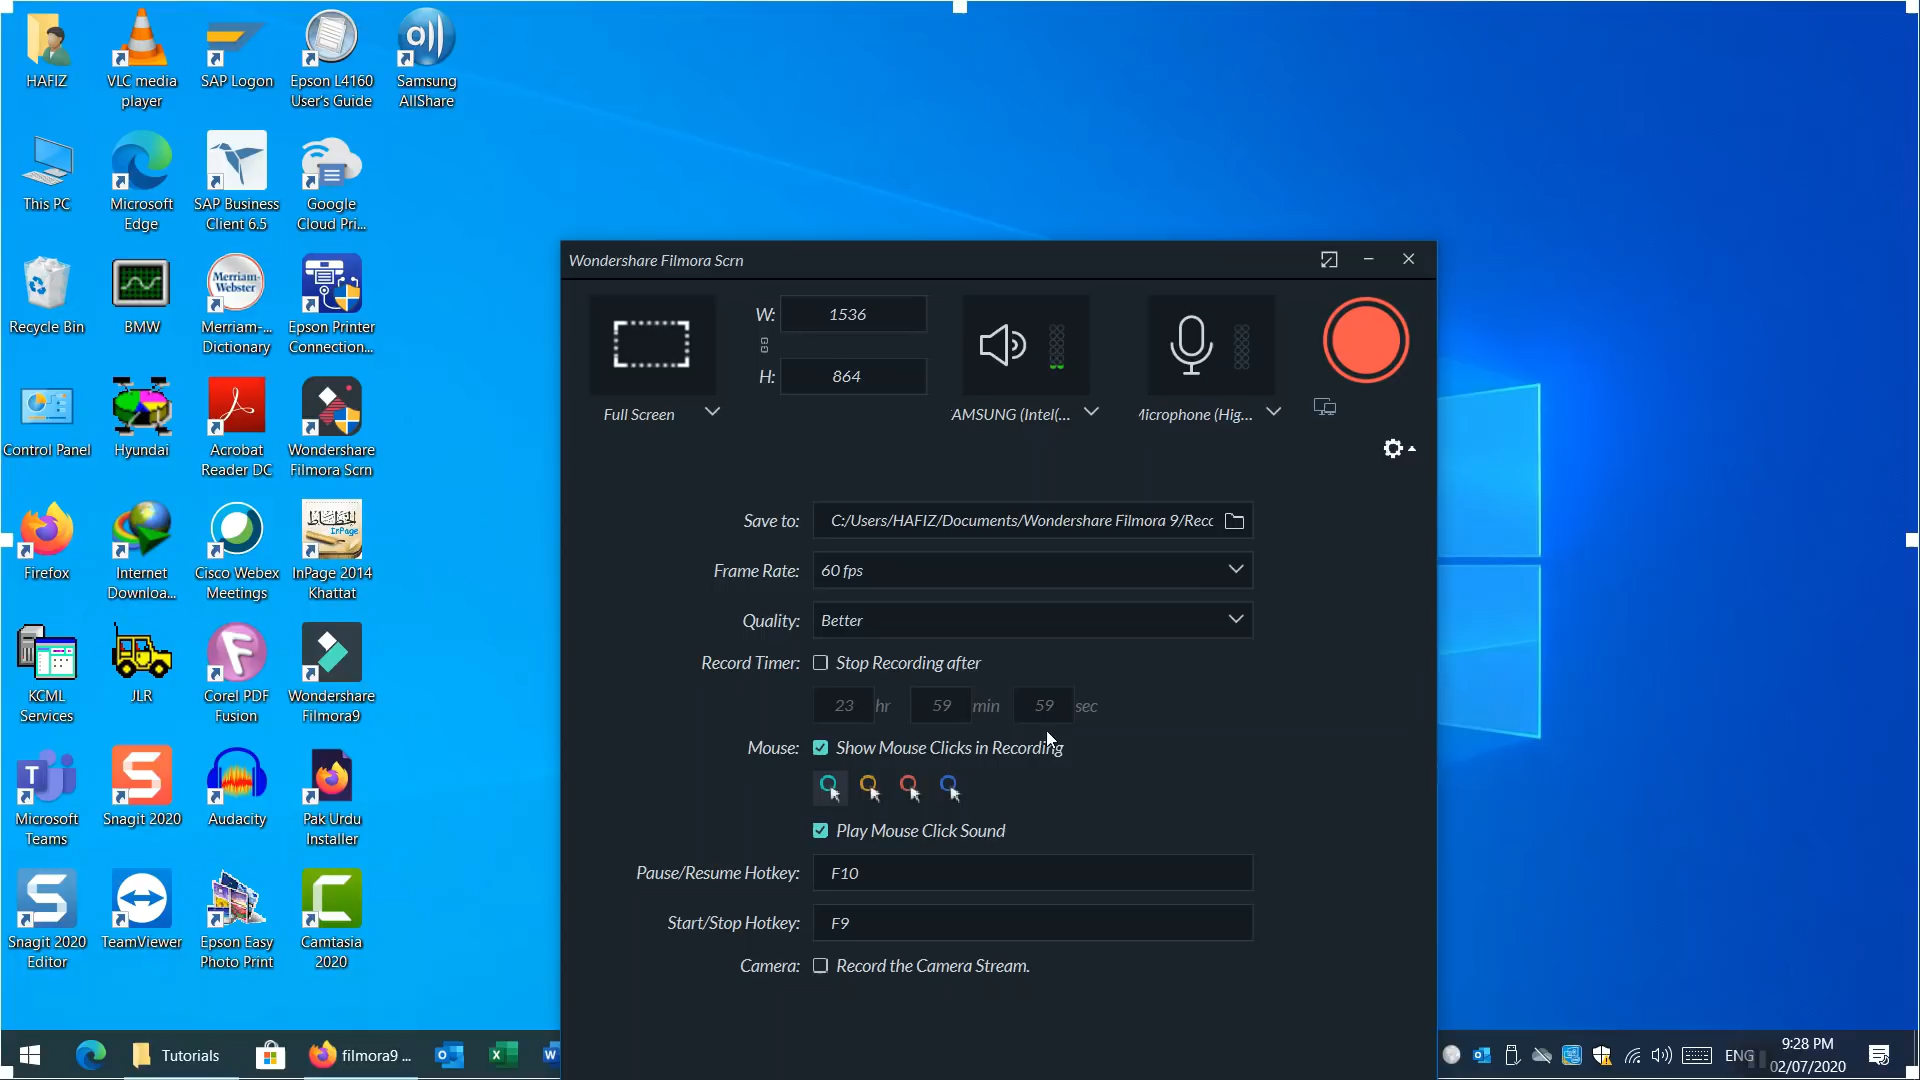 HAFIZ
VLC media
player
SAP Logon
Epson L4160
User's Guide
Samsung
AllShare
This PC
Microsoft
Edge
SAP Business
Client 6.5
Google
Cloud Pri...
Recycle Bin
BMW
Merriam-
Webster
Merriam-...
Dictionary
Epson Printer
Connection...
Control Panel
Hyundai
Acrobat
Reader DC
Wondershare
Filmora Scrn
Firefox
Internet
Downloa...
Cisco Webex
Meetings
InPage
InPage 2014
Khattat
KCML
Services
JLR
Corel PDF
Fusion
Wondershare
Filmora9
Microsoft
Teams
Snagit 2020
Audacity
Pak Urdu
Installer
Snagit 2020
Editor
TeamViewer
Epson Easy
Photo Print
Camtasia
2020
Wondershare Filmora Scrn
W: 1536
H: 864
Full Screen
AMSUNG (Intel(...
Microphone (Hig...
Save to: C:/Users/HAFIZ/Documents/Wondershare Filmora 9/Recc
Frame Rate: 60 fps
Quality: Better
Record Timer: Stop Recording after
23 hr 59 min 59 sec
Mouse: Show Mouse Clicks in Recording
Play Mouse Click Sound
Pause/Resume Hotkey: F10
Start/Stop Hotkey: F9
Camera: Record the Camera Stream.
Tutorials
filmora9 ...
ENG
9:28 PM
02/07/2020